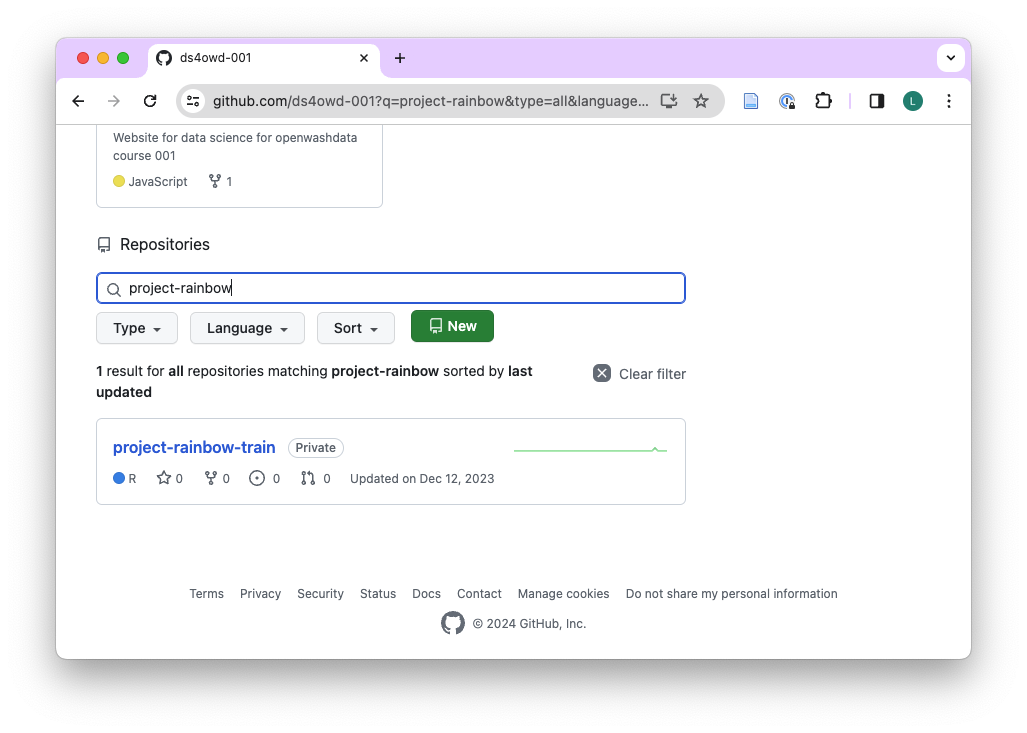 ds4owd-001
github.com/ds4owd-001?q=project-rainbow&type=all&language...
L
Website for data science for openwashdata
course 001
JavaScript 1
Repositories
project-rainbow
Type Language Sort New
1 result for all repositories matching project-rainbow sorted by last
updated
Clear filter
project-rainbow-train Private
R 0 0 0 0 Updated on Dec 12, 2023
Terms Privacy Security Status Docs Contact Manage cookies Do not share my personal information
© 2024 GitHub, Inc.